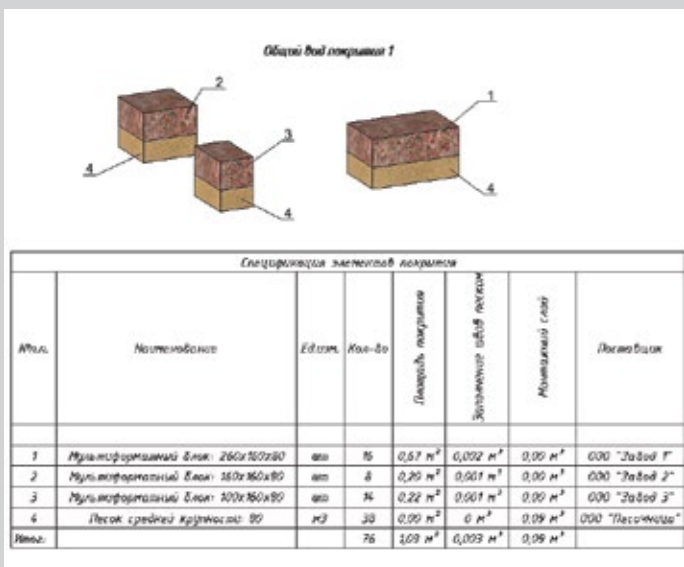 Общий вид покрытия 1
2
3
4
4
1
4
Спецификация элементов покрытия
№п.п. Наименование Ед.изм. Кол-во Площадь покрытия Заполнение швов песком Монтажный слой Поставщик
1 Мультиформатный блок: 260x160x80 шт 16 0,67 м² 0,002 м³ 0,00 м³ ООО "Завод 1"
2 Мультиформатный блок: 160x160x80 шт 8 0,20 м² 0,001 м³ 0,00 м³ ООО "Завод 2"
3 Мультиформатный блок: 100x160x80 шт 14 0,22 м² 0,001 м³ 0,00 м³ ООО "Завод 3"
4 Песок средней крупности: 80 м3 38 0,00 м² 0 м³ 0,09 м³ ООО "Песочница"
Итог: 76 1,09 м² 0,003 м³ 0,09 м³